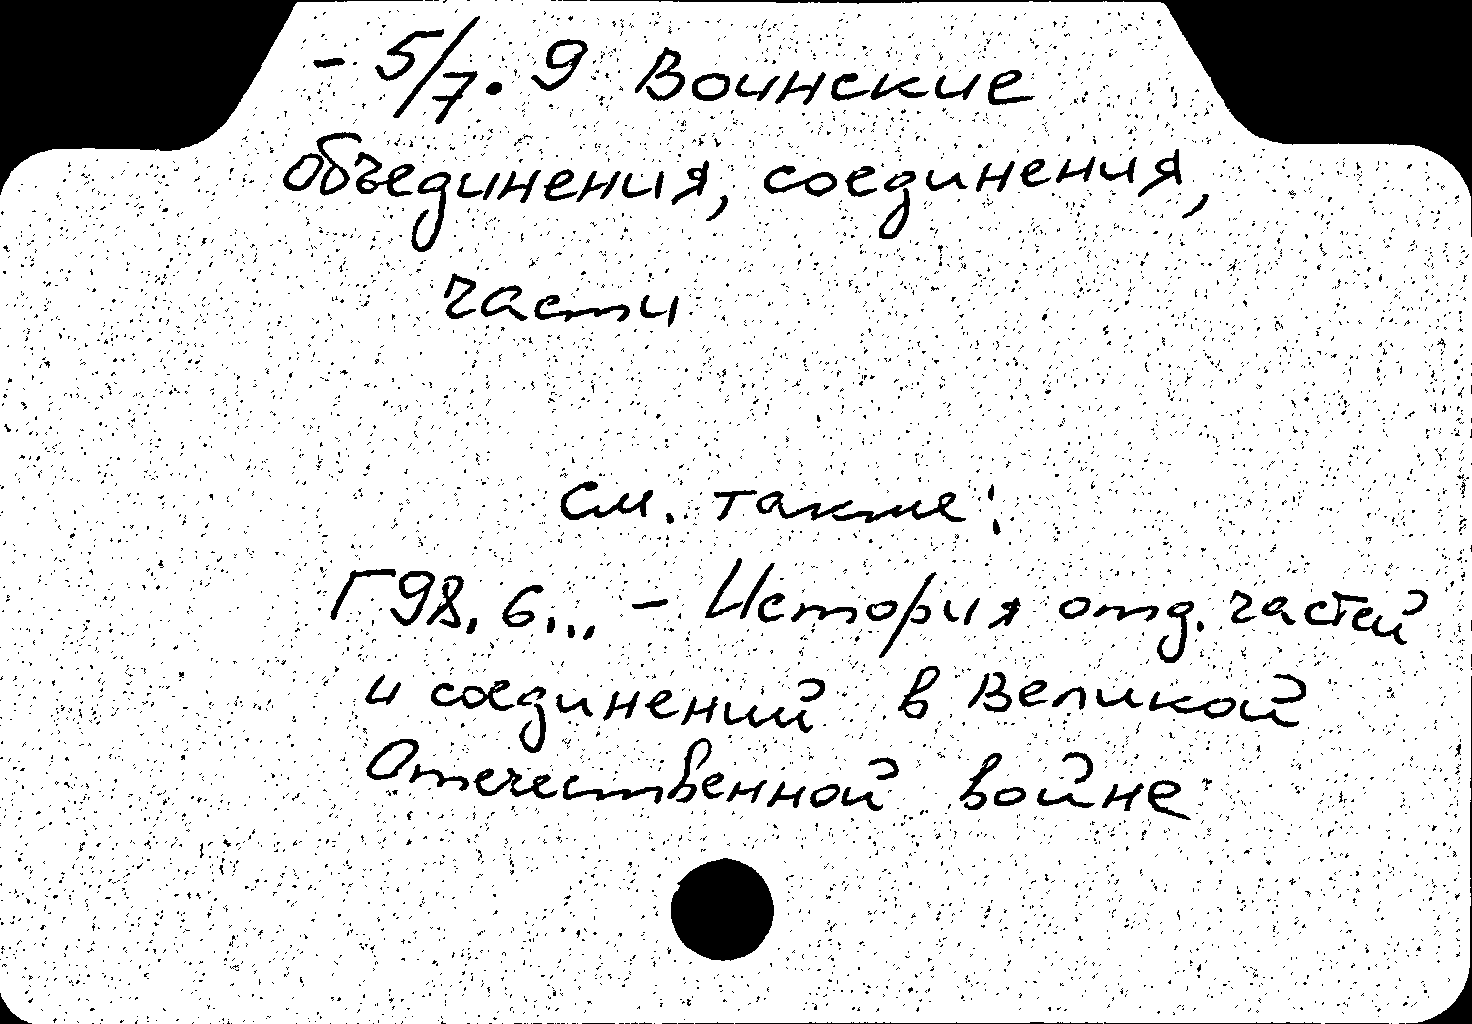 - 5/7. 9 Воинские
объединения, соединения,
части
см. также:
Г98.6... - История отд. частей
и соединений в Великой
Отечественной войне